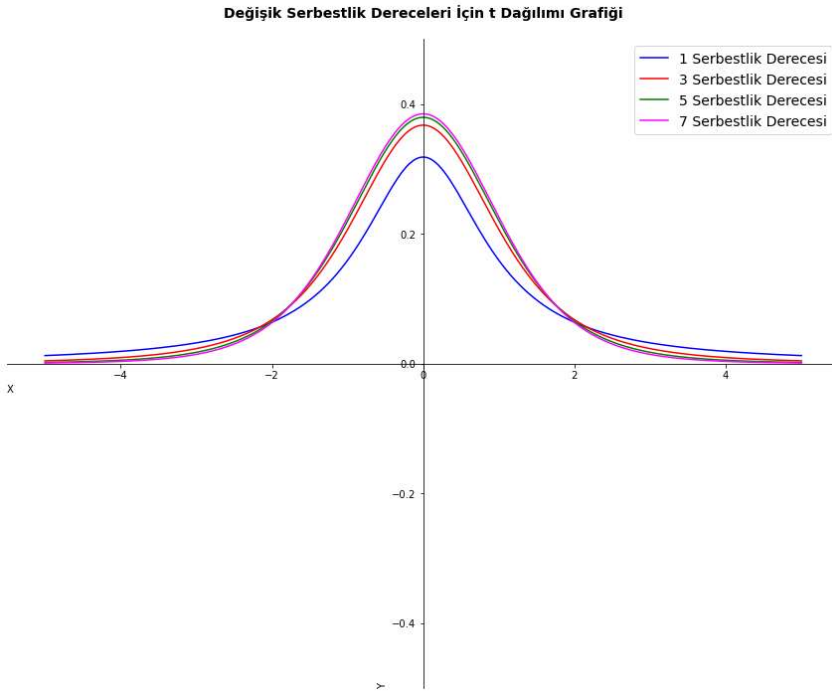 Değişik Serbestlik Dereceleri İçin t Dağılımı Grafiği
1 Serbestlik Derecesi
3 Serbestlik Derecesi
5 Serbestlik Derecesi
7 Serbestlik Derecesi
0.4
0.2
0.0
−4
−2
0
2
4
X
−0.2
−0.4
Y